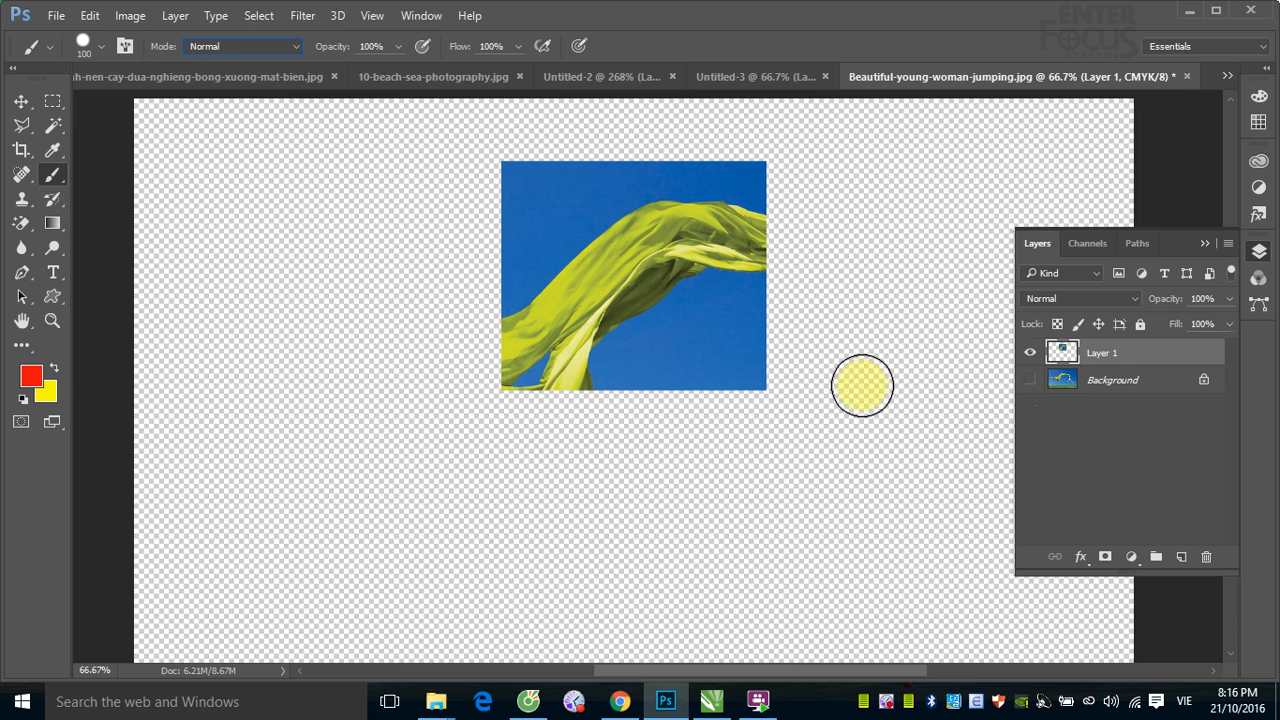 Ps File Edit Image Layer Type Select Filter 3D View Window Help
ENTER
FOCUS
100 Mode: Normal Opacity: 100% Flow: 100% Essentials
ah-nen-cay-dua-nghieng-bong-xuong-mat-bien.jpg 10-beach-sea-photography.jpg Untitled-2 @ 268% (La... Untitled-3 @ 66.7% (La... Beautiful-young-woman-jumping.jpg @ 66.7% (Layer 1, CMYK/8) *
Layers Channels Paths
Kind
Normal Opacity: 100%
Lock: Fill: 100%
Layer 1
Background
fx
66.67% Doc: 6.21M/8.67M
Search the web and Windows
Ps
VIE
8:16 PM
21/10/2016